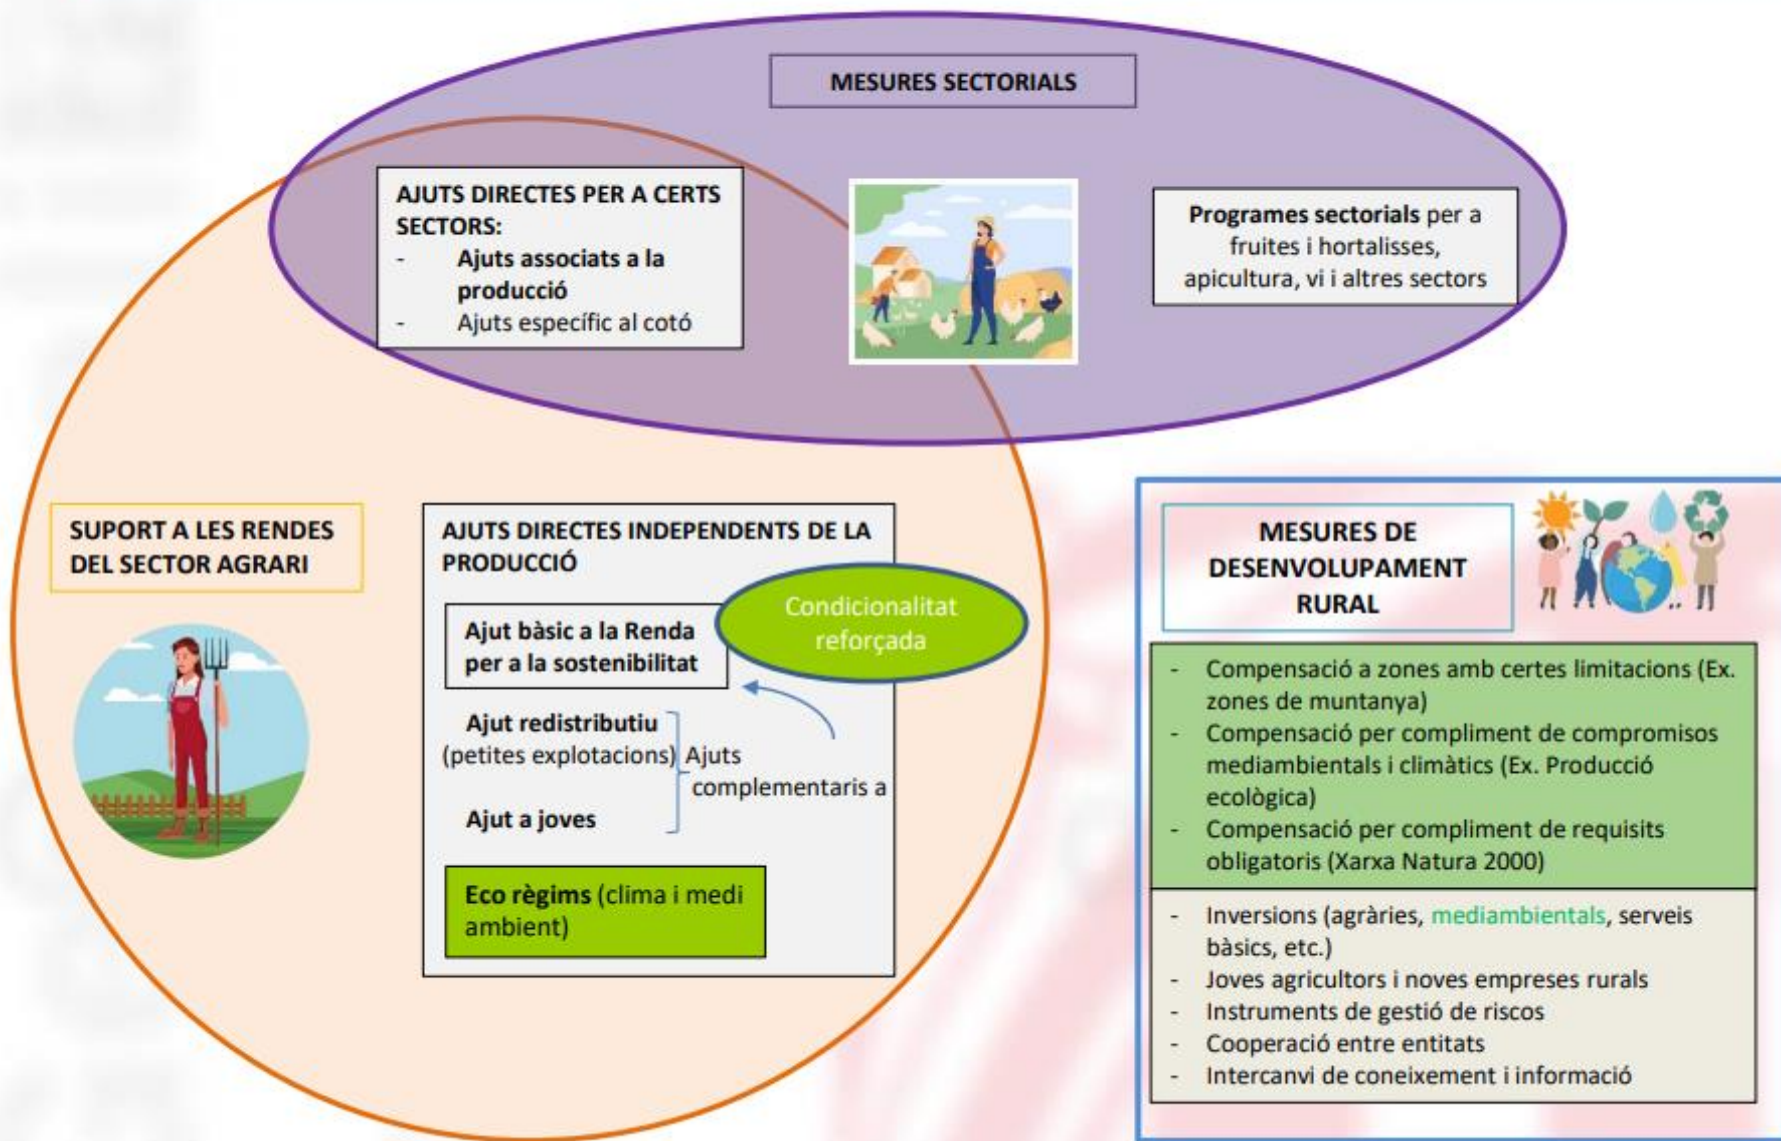 MESURES SECTORIALS
AJUTS DIRECTES PER A CERTS
SECTORS:
- Ajuts associats a la
producció
- Ajuts específic al cotó
Programes sectorials per a
fruites i hortalisses,
apicultura, vi i altres sectors
SUPORT A LES RENDES
DEL SECTOR AGRARI
AJUTS DIRECTES INDEPENDENTS DE LA
PRODUCCIÓ
Condicionalitat
reforçada
Ajut bàsic a la Renda
per a la sostenibilitat
Ajut redistributiu
(petites explotacions)
Ajuts
complementaris a
Ajut a joves
Eco règims (clima i medi
ambient)
MESURES DE
DESENVOLUPAMENT
RURAL
- Compensació a zones amb certes limitacions (Ex.
zones de muntanya)
- Compensació per compliment de compromisos
mediambientals i climàtics (Ex. Producció
ecològica)
- Compensació per compliment de requisits
obligatoris (Xarxa Natura 2000)
- Inversions (agràries, mediambientals, serveis
bàsics, etc.)
- Joves agricultors i noves empreses rurals
- Instruments de gestió de riscos
- Cooperació entre entitats
- Intercanvi de coneixement i informació